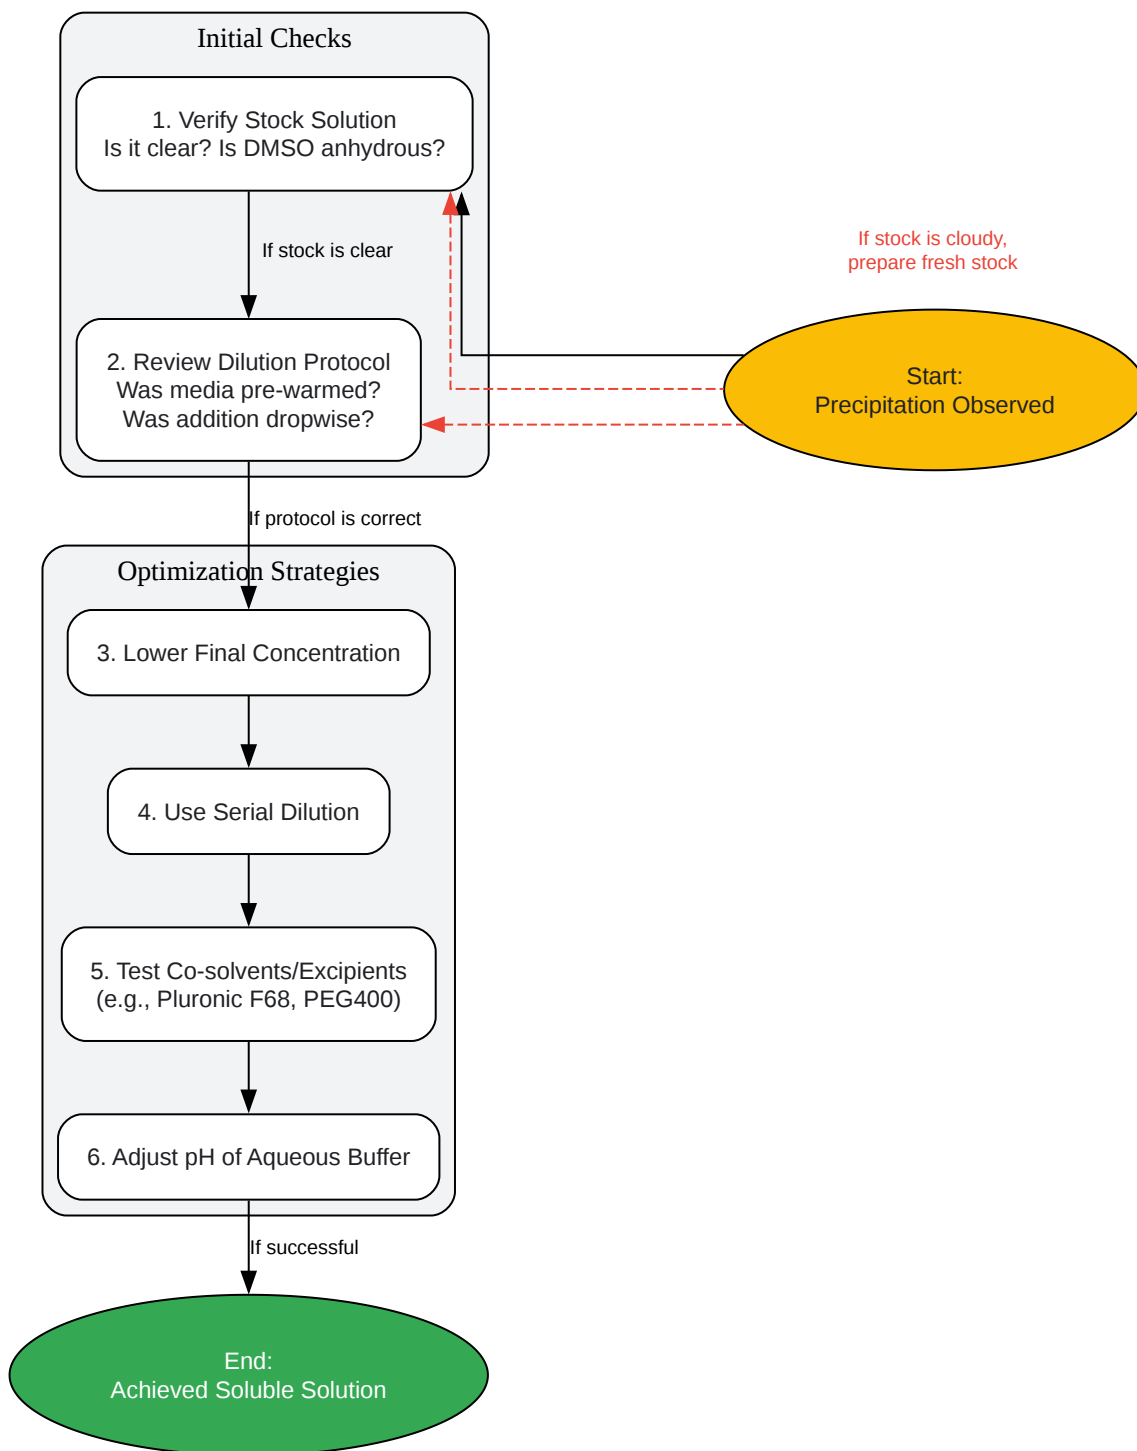 Initial Checks
1. Verify Stock Solution
Is it clear? Is DMSO anhydrous?
If stock is clear
If stock is cloudy,
prepare fresh stock
2. Review Dilution Protocol
Was media pre-warmed?
Was addition dropwise?
Start:
Precipitation Observed
If protocol is correct
Optimization Strategies
3. Lower Final Concentration
4. Use Serial Dilution
5. Test Co-solvents/Excipients
(e.g., Pluronic F68, PEG400)
6. Adjust pH of Aqueous Buffer
If successful
End:
Achieved Soluble Solution